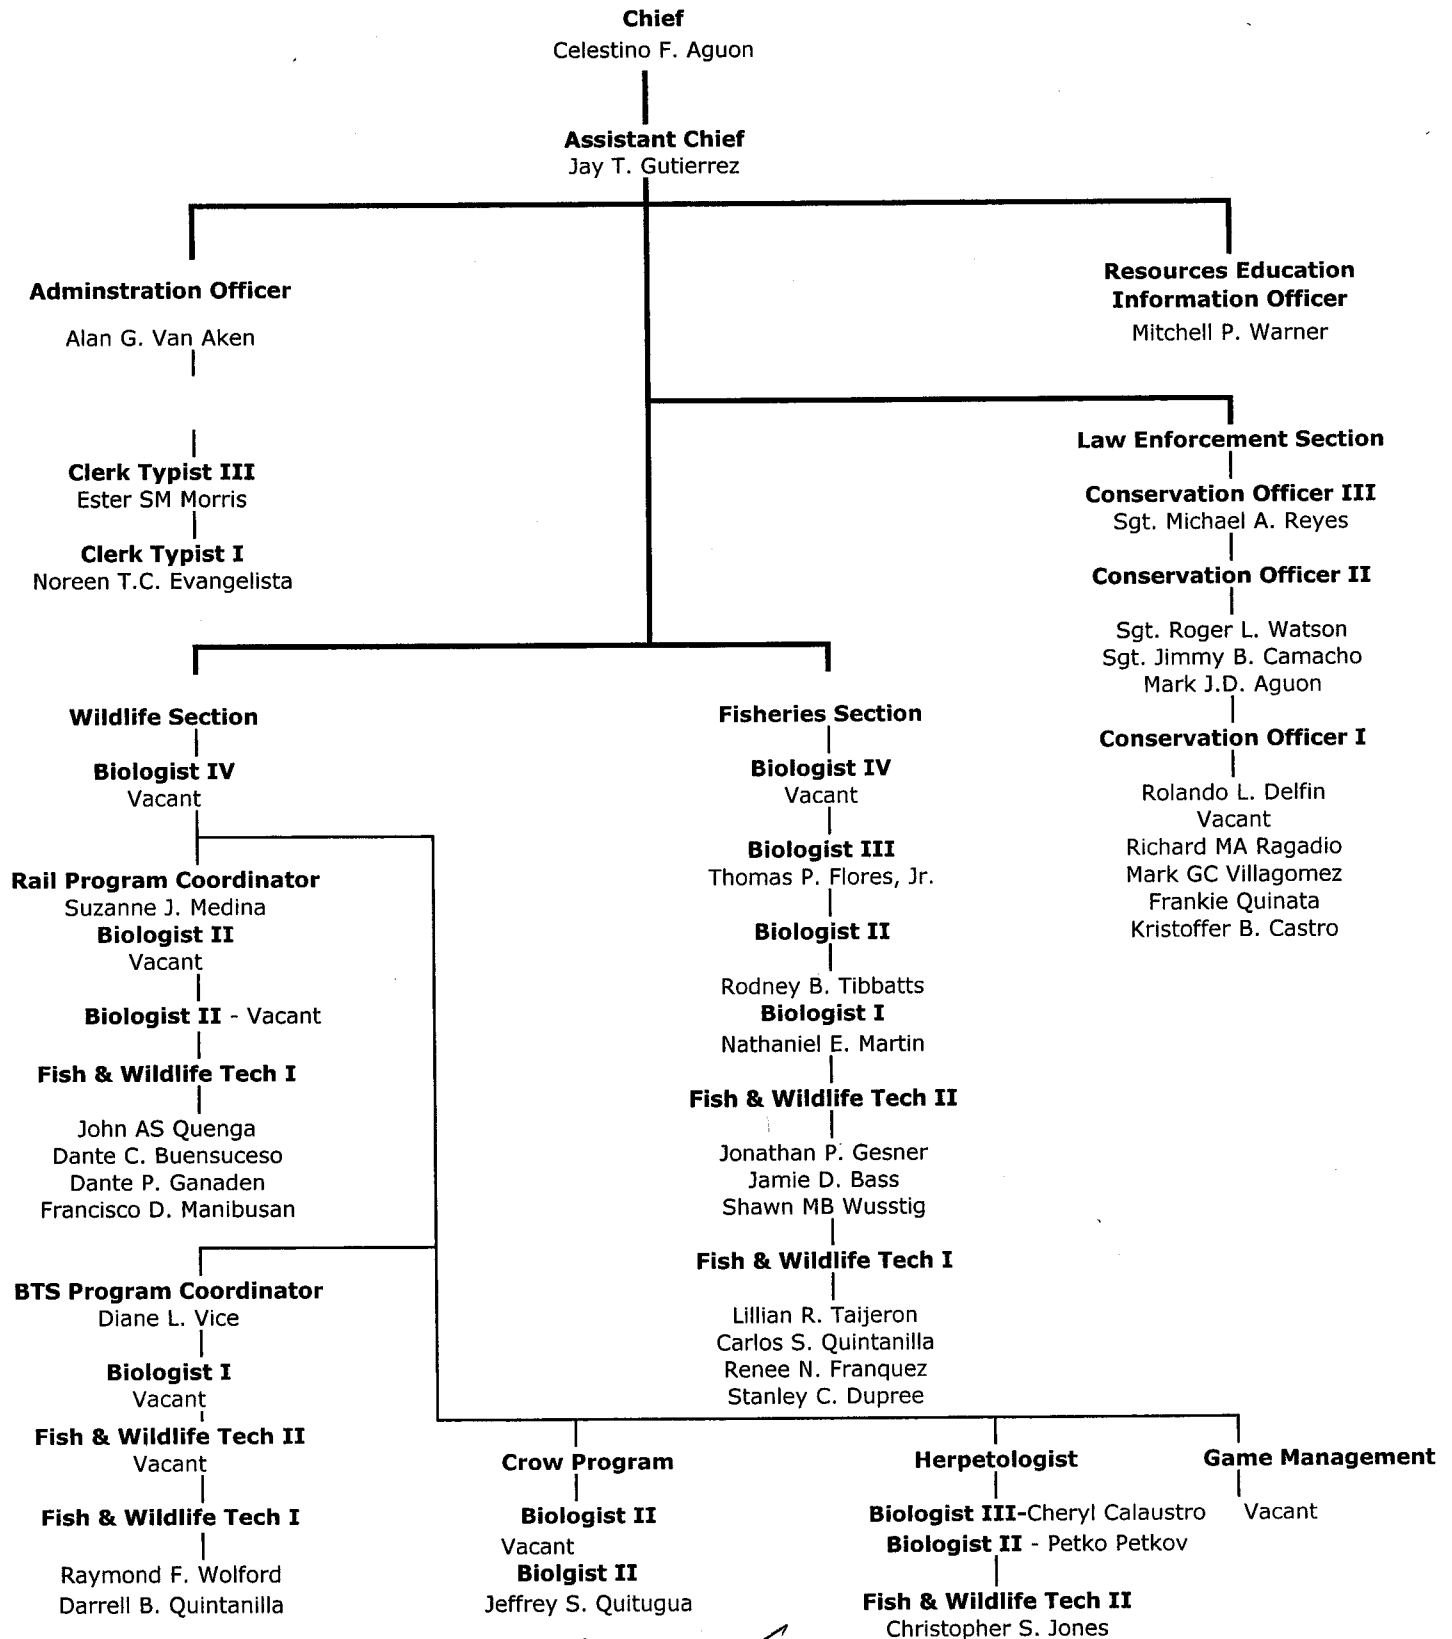 Chief
Celestino F. Aguon
Assistant Chief
Jay T. Gutierrez
Adminstration Officer
Alan G. Van Aken
Clerk Typist III
Ester SM Morris
Clerk Typist I
Noreen T.C. Evangelista
Resources Education
Information Officer
Mitchell P. Warner
Law Enforcement Section
Conservation Officer III
Sgt. Michael A. Reyes
Conservation Officer II
Sgt. Roger L. Watson
Sgt. Jimmy B. Camacho
Mark J.D. Aguon
Conservation Officer I
Rolando L. Delfin
Vacant
Richard MA Ragadio
Mark GC Villagomez
Frankie Quinata
Kristoffer B. Castro
Wildlife Section
Biologist IV
Vacant
Rail Program Coordinator
Suzanne J. Medina
Biologist II
Vacant
Biologist II - Vacant
Fish & Wildlife Tech I
John AS Quenga
Dante C. Buensuceso
Dante P. Ganaden
Francisco D. Manibusan
BTS Program Coordinator
Diane L. Vice
Biologist I
Vacant
Fish & Wildlife Tech II
Vacant
Fish & Wildlife Tech I
Raymond F. Wolford
Darrell B. Quintanilla
Fisheries Section
Biologist IV
Vacant
Biologist III
Thomas P. Flores, Jr.
Biologist II
Rodney B. Tibbatts
Biologist I
Nathaniel E. Martin
Fish & Wildlife Tech II
Jonathan P. Gesner
Jamie D. Bass
Shawn MB Wusstig
Fish & Wildlife Tech I
Lillian R. Taijeron
Carlos S. Quintanilla
Renee N. Franquez
Stanley C. Dupree
Crow Program
Biologist II
Vacant
Biolgist II
Jeffrey S. Quitugua
Herpetologist
Biologist III-Cheryl Calaustro
Biologist II - Petko Petkov
Fish & Wildlife Tech II
Christopher S. Jones
Game Management
Vacant